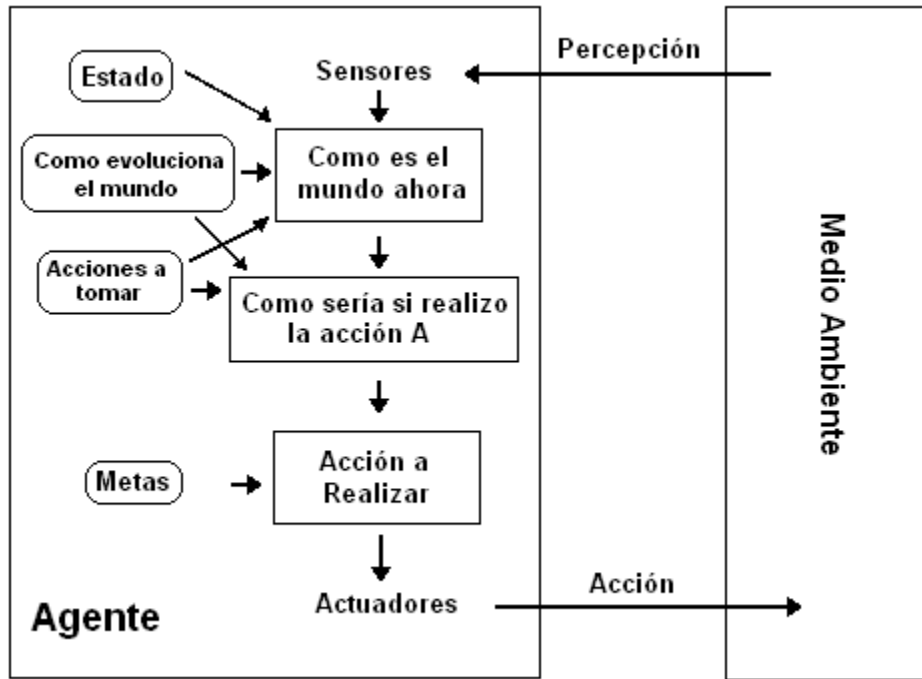 Percepción
Sensores
Estado
Como evoluciona
el mundo
Como es el
mundo ahora
Acciones a
tomar
Como sería si realizo
la acción A
Metas
Acción a
Realizar
Actuadores
Acción
Agente
Medio Ambiente